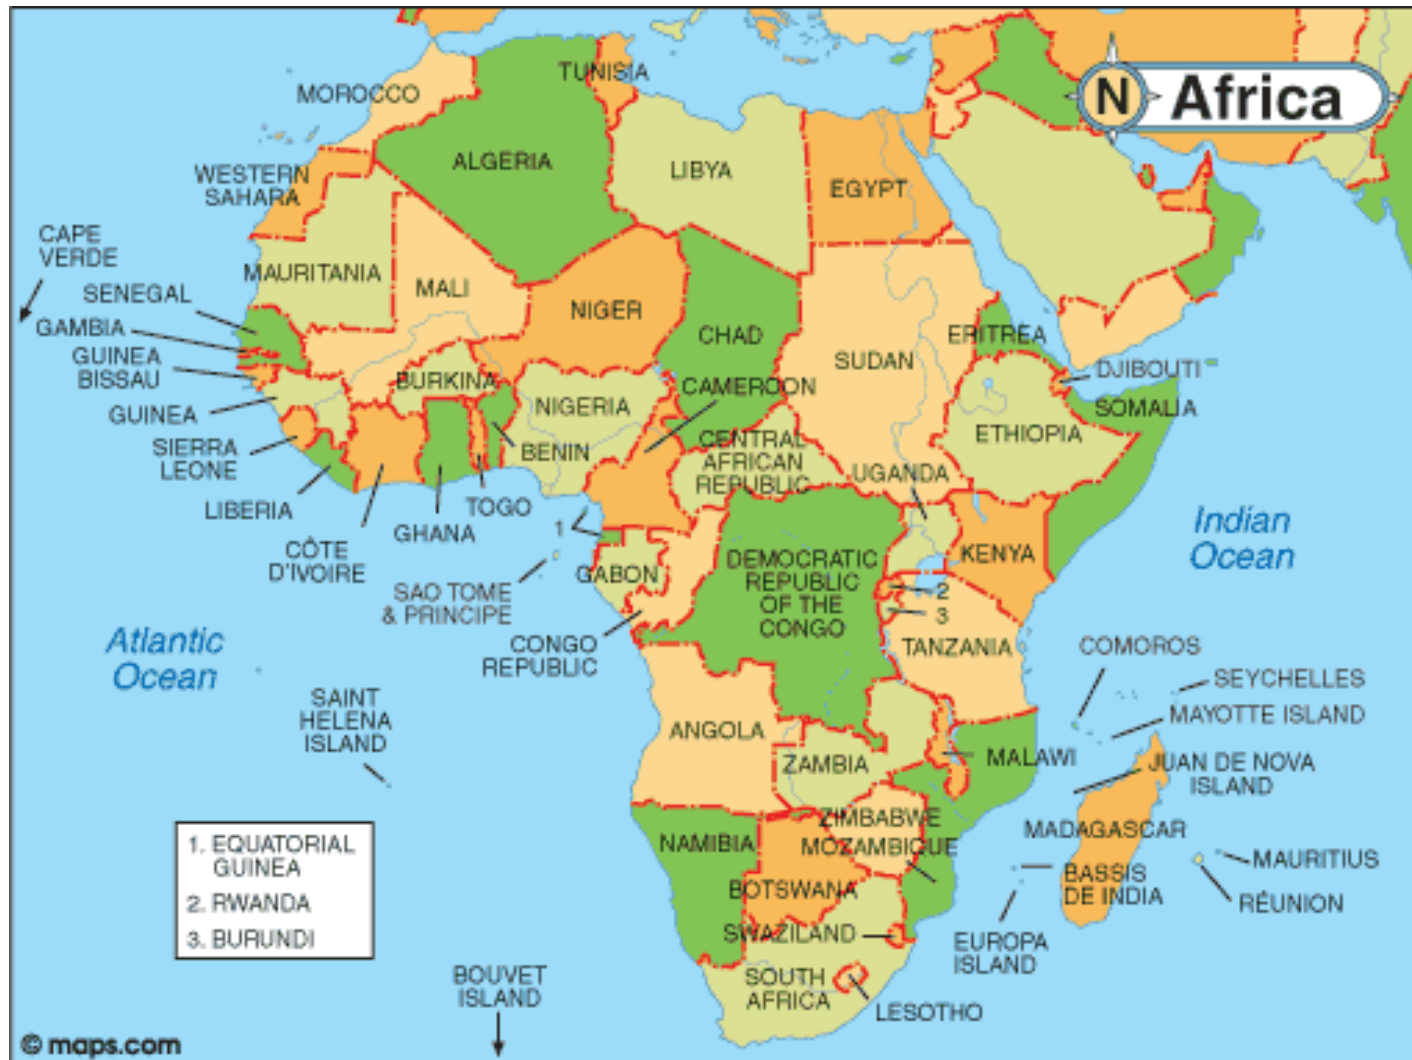 N Africa
TUNISIA
MOROCCO
ALGERIA
LIBYA
EGYPT
WESTERN
SAHARA
CAPE
VERDE
MAURITANIA
MALI
NIGER
CHAD
SUDAN
ERITREA
SENEGAL
GAMBIA
GUINEA
BISSAU
GUINEA
SIERRA
LEONE
LIBERIA
CÔTE
D'IVOIRE
BURKINA
GHANA
TOGO
BENIN
NIGERIA
CAMEROON
CENTRAL
AFRICAN
REPUBLIC
DJIBOUTI
SOMALIA
ETHIOPIA
UGANDA
KENYA
Indian
Ocean
1
SAO TOME
& PRINCIPE
GABON
CONGO
REPUBLIC
DEMOCRATIC
REPUBLIC
OF THE
CONGO
2
3
TANZANIA
Atlantic
Ocean
SAINT
HELENA
ISLAND
ANGOLA
ZAMBIA
MALAWI
COMOROS
SEYCHELLES
MAYOTTE ISLAND
JUAN DE NOVA
ISLAND
MADAGASCAR
MAURITIUS
RÉUNION
BASSIS
DE INDIA
EUROPA
ISLAND
ZIMBABWE
MOZAMBIQUE
NAMIBIA
BOTSWANA
SWAZILAND
SOUTH
AFRICA
LESOTHO
1. EQUATORIAL
GUINEA
2. RWANDA
3. BURUNDI
BOUVET
ISLAND
© maps.com